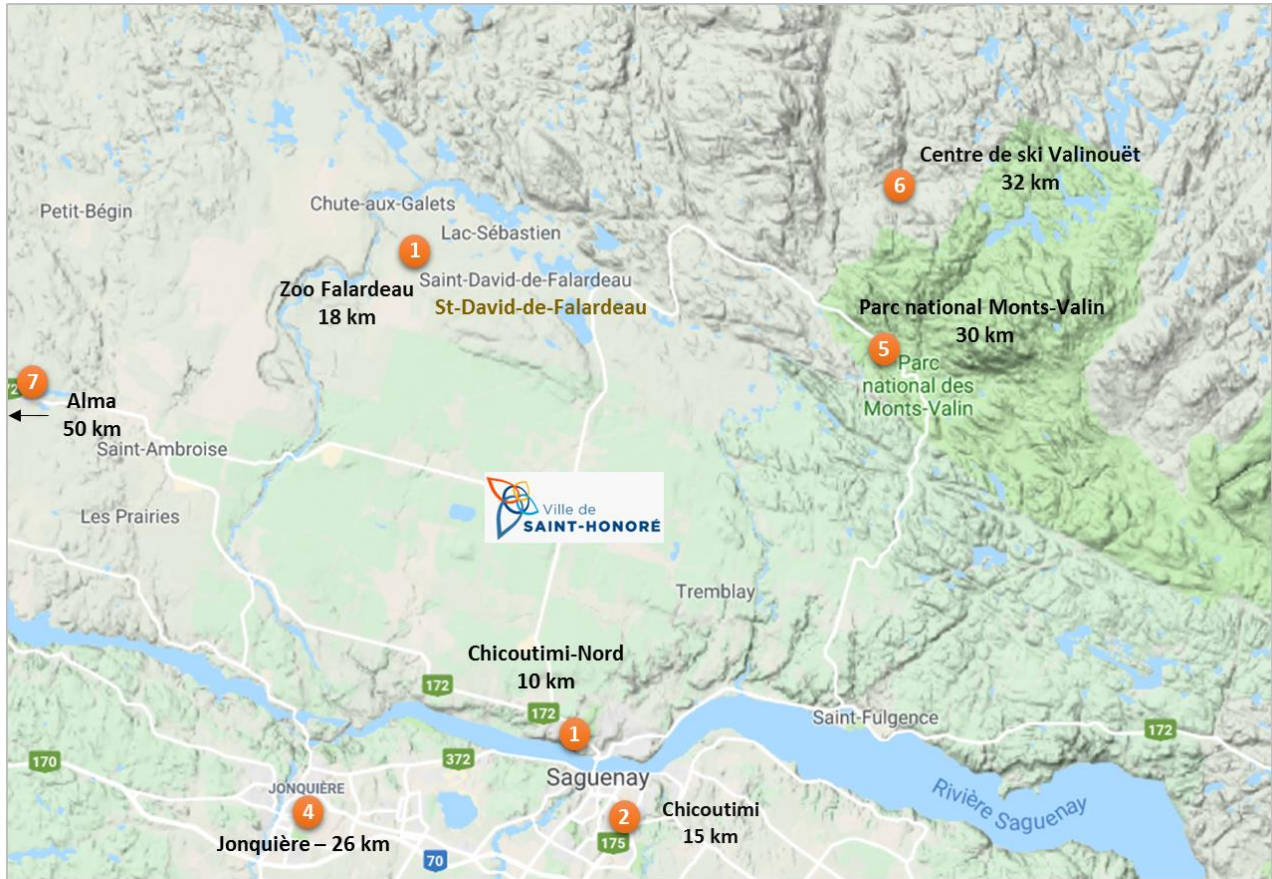 Centre de ski Valinouët
32 km
6
Petit-Bégin
Chute-aux-Galets
Lac-Sébastien
1
Zoo Falardeau
18 km
Saint-David-de-Falardeau
St-David-de-Falardeau
Parc national Monts-Valin
30 km
5
Parc
national des
Monts-Valin
7
Alma
50 km
Saint-Ambroise
Les Prairies
Ville de
SAINT-HONORÉ
Tremblay
Chicoutimi-Nord
10 km
172
172
1
Saint-Fulgence
172
170
372
JONQUIÈRE
4
Jonquière – 26 km
Saguenay
2
Chicoutimi
15 km
175
70
Rivière Saguenay